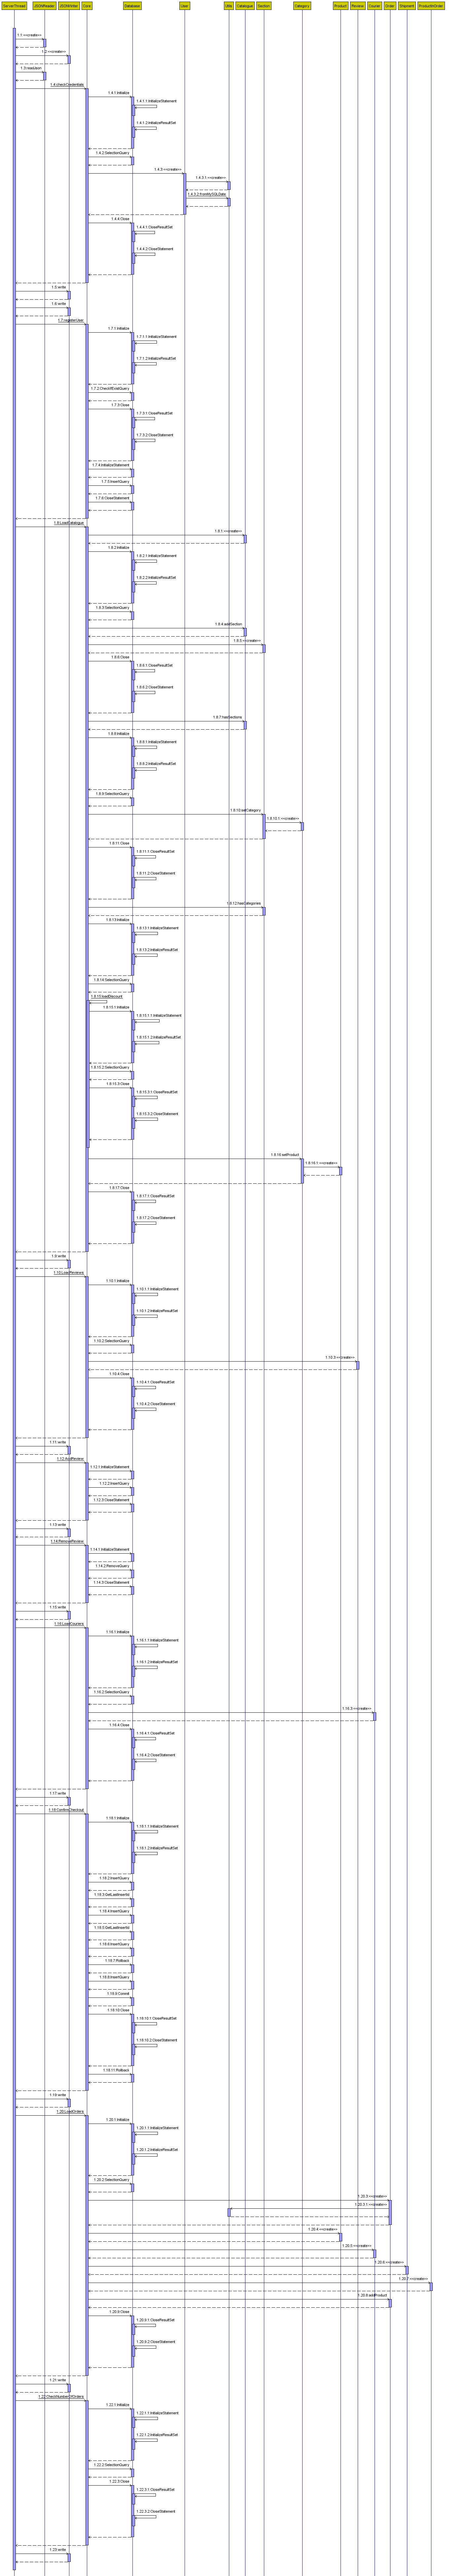 ServerThread JSONReader JSONWriter Core Database User Utils Catalogue Section Category Product Review Courier Order Shipment ProductInOrder
1.1 <<create>>
1.2 <<create>>
1.3 readJson
1.4 checkCredentials
1.4.1 Initialize
1.4.1.1 InitializeStatement
1.4.1.2 InitializeResultSet
1.4.2 SelectionQuery
1.4.3 <<create>>
1.4.3.1 <<create>>
1.4.3.2 fromMySQLDate
1.4.4 Close
1.4.4.1 CloseResultSet
1.4.4.2 CloseStatement
1.5 write
1.6 write
1.7 registerUser
1.7.1 Initialize
1.7.1.1 InitializeStatement
1.7.1.2 InitializeResultSet
1.7.2 CheckIfEmailQuery
1.7.3 Close
1.7.3.1 CloseResultSet
1.7.3.2 CloseStatement
1.7.4 InitializeStatement
1.7.5 InsertQuery
1.7.6 CloseStatement
1.8 LoadCatalogue
1.8.1 <<create>>
1.8.2 Initialize
1.8.2.1 InitializeStatement
1.8.2.2 InitializeResultSet
1.8.3 SelectionQuery
1.8.4 addSection
1.8.5 <<create>>
1.8.6 Close
1.8.6.1 CloseResultSet
1.8.6.2 CloseStatement
1.8.7 hasSections
1.8.8 Initialize
1.8.8.1 InitializeStatement
1.8.8.2 InitializeResultSet
1.8.9 SelectionQuery
1.8.10 setCategory
1.8.10.1 <<create>>
1.8.11 Close
1.8.11.1 CloseResultSet
1.8.11.2 CloseStatement
1.8.12 hasCategories
1.8.13 Initialize
1.8.13.1 InitializeStatement
1.8.13.2 InitializeResultSet
1.8.14 SelectionQuery
1.8.15 loadDiscount
1.8.15.1 Initialize
1.8.15.1.1 InitializeStatement
1.8.15.1.2 InitializeResultSet
1.8.15.2 SelectionQuery
1.8.15.3 Close
1.8.15.3.1 CloseResultSet
1.8.15.3.2 CloseStatement
1.8.16 setProduct
1.8.16.1 <<create>>
1.8.17 Close
1.8.17.1 CloseResultSet
1.8.17.2 CloseStatement
1.9 write
1.10 LoadReviews
1.10.1 Initialize
1.10.1.1 InitializeStatement
1.10.1.2 InitializeResultSet
1.10.2 SelectionQuery
1.10.3 <<create>>
1.10.4 Close
1.10.4.1 CloseResultSet
1.10.4.2 CloseStatement
1.11 write
1.12 AddReview
1.12.1 InitializeStatement
1.12.2 InsertQuery
1.12.3 CloseStatement
1.13 write
1.14 RemoveReview
1.14.1 InitializeStatement
1.14.2 RemoveQuery
1.14.3 CloseStatement
1.15 write
1.16 LoadCouriers
1.16.1 Initialize
1.16.1.1 InitializeStatement
1.16.1.2 InitializeResultSet
1.16.2 SelectionQuery
1.16.3 <<create>>
1.16.4 Close
1.16.4.1 CloseResultSet
1.16.4.2 CloseStatement
1.17 write
1.18 ConfirmCheckout
1.18.1 Initialize
1.18.1.1 InitializeStatement
1.18.1.2 InitializeResultSet
1.18.2 InsertQuery
1.18.3 GetLastInsertId
1.18.4 InsertQuery
1.18.5 GetLastInsertId
1.18.6 InsertQuery
1.18.7 Rollback
1.18.8 InsertQuery
1.18.9 Commit
1.18.10 Close
1.18.10.1 CloseResultSet
1.18.10.2 CloseStatement
1.18.11 Rollback
1.19 write
1.20 LoadOrders
1.20.1 Initialize
1.20.1.1 InitializeStatement
1.20.1.2 InitializeResultSet
1.20.2 SelectionQuery
1.20.3 <<create>>
1.20.3.1 <<create>>
1.20.4 <<create>>
1.20.5 <<create>>
1.20.6 <<create>>
1.20.7 <<create>>
1.20.8 addProduct
1.20.9 Close
1.20.9.1 CloseResultSet
1.20.9.2 CloseStatement
1.21 write
1.22 CheckNumberOfOrders
1.22.1 Initialize
1.22.1.1 InitializeStatement
1.22.1.2 InitializeResultSet
1.22.2 SelectionQuery
1.22.3 Close
1.22.3.1 CloseResultSet
1.22.3.2 CloseStatement
1.23 write